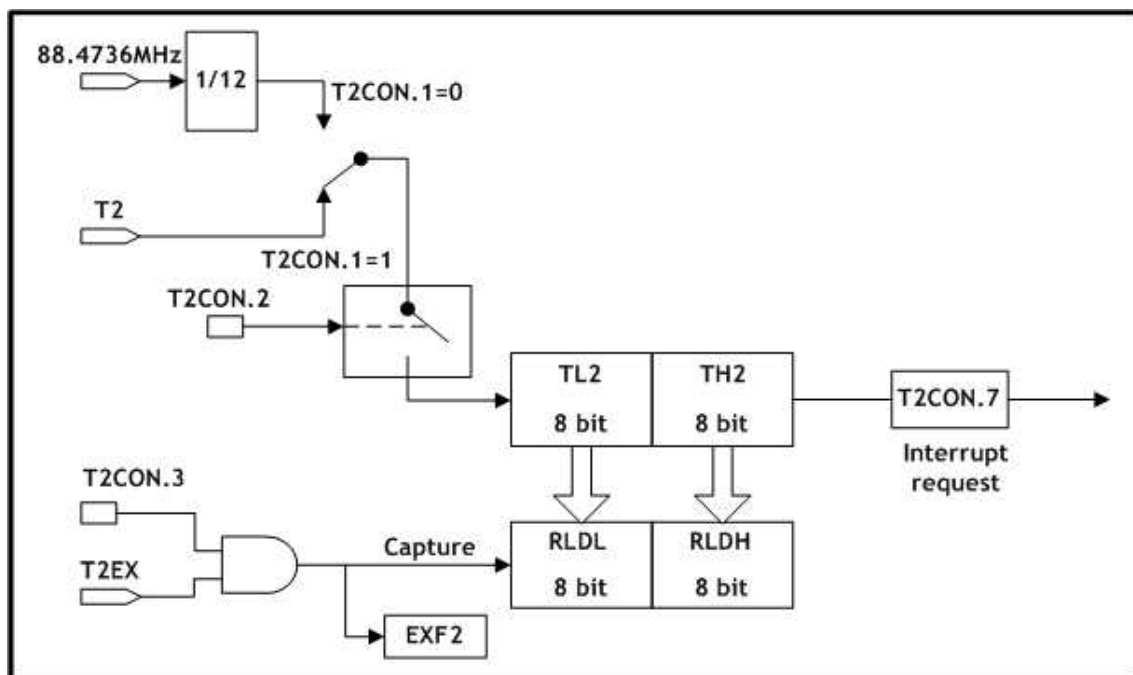 88.4736MHz
1/12
T2CON.1=0
T2
T2CON.1=1
T2CON.2
TL2
8 bit
TH2
8 bit
T2CON.7
Interrupt
request
T2CON.3
T2EX
Capture
RLDL
8 bit
RLDH
8 bit
EXF2